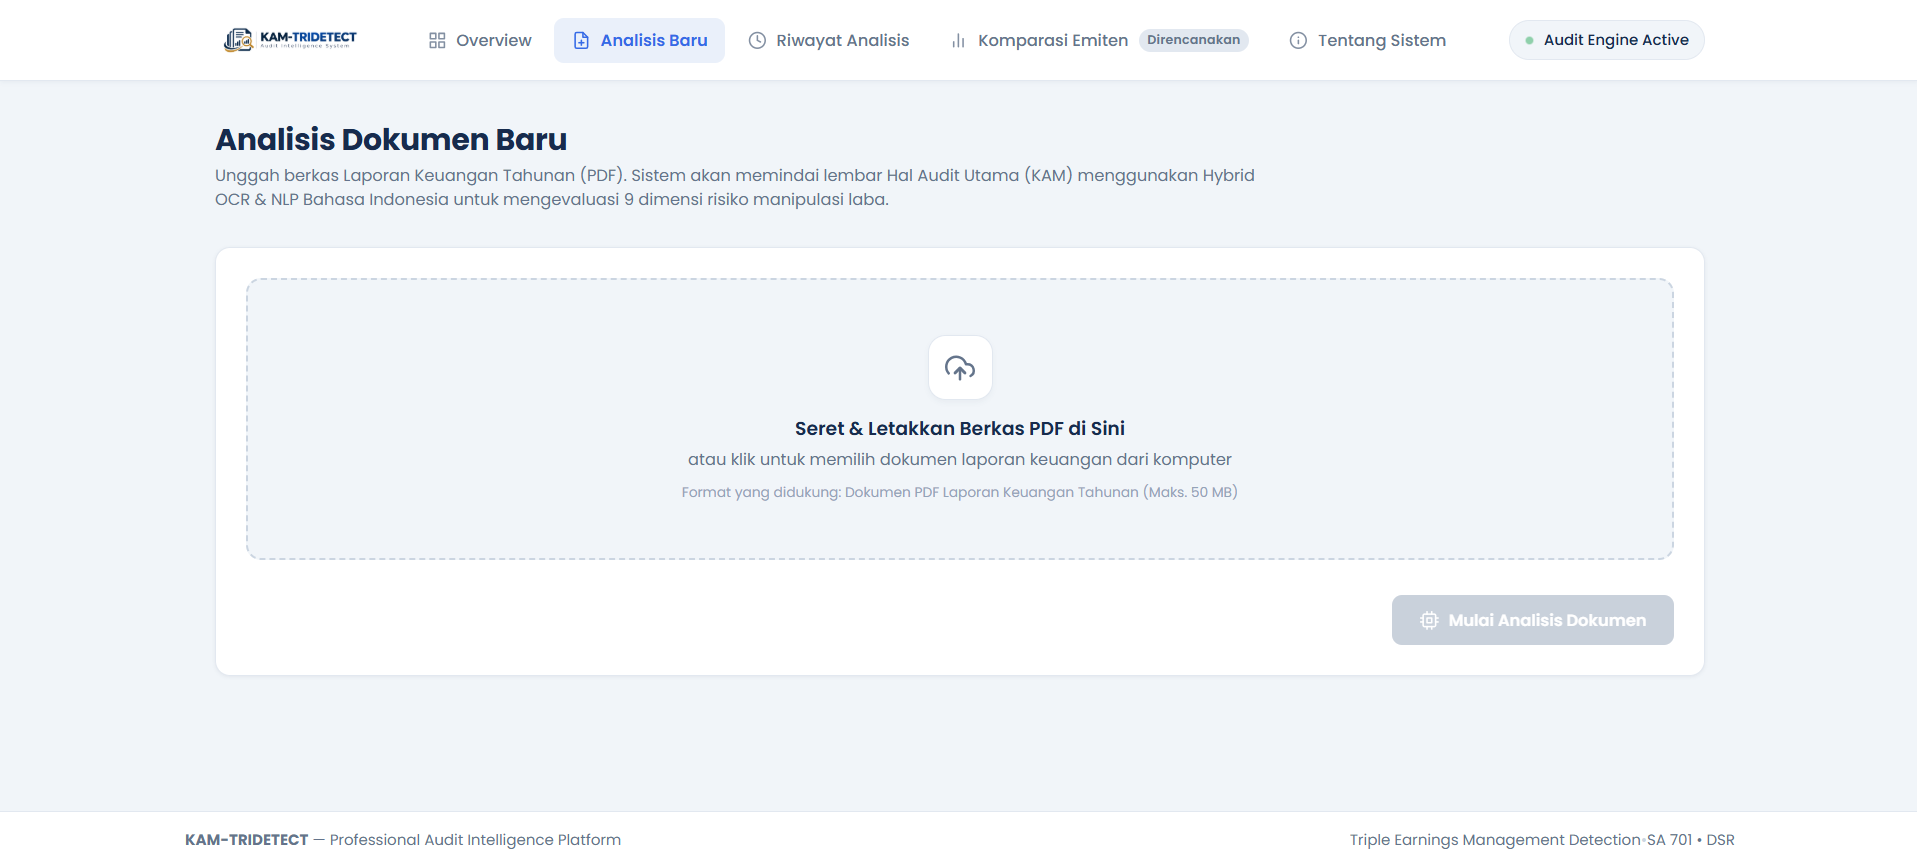 KAM-TRIDETECT
Audit Intelligence System
Overview
Analisis Baru
Riwayat Analisis
Komparasi Emiten
Direncanakan
Tentang Sistem
Audit Engine Active
Analisis Dokumen Baru
Unggah berkas Laporan Keuangan Tahunan (PDF). Sistem akan memindai lembar Hal Audit Utama (KAM) menggunakan Hybrid
OCR & NLP Bahasa Indonesia untuk mengevaluasi 9 dimensi risiko manipulasi laba.
Seret & Letakkan Berkas PDF di Sini
atau klik untuk memilih dokumen laporan keuangan dari komputer
Format yang didukung: Dokumen PDF Laporan Keuangan Tahunan (Maks. 50 MB)
Mulai Analisis Dokumen
KAM-TRIDETECT — Professional Audit Intelligence Platform
Triple Earnings Management Detection•SA 701 • DSR